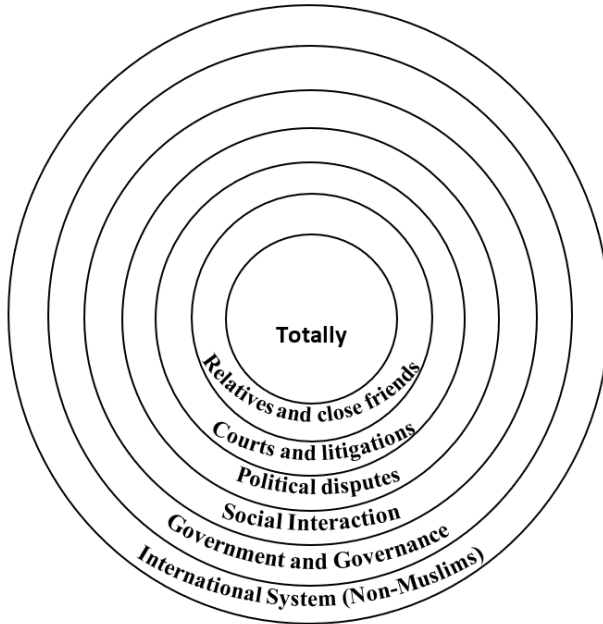 Totally
Relatives and close friends
Courts and litigations
Political disputes
Social Interaction
Government and Governance
International System (Non-Muslims)